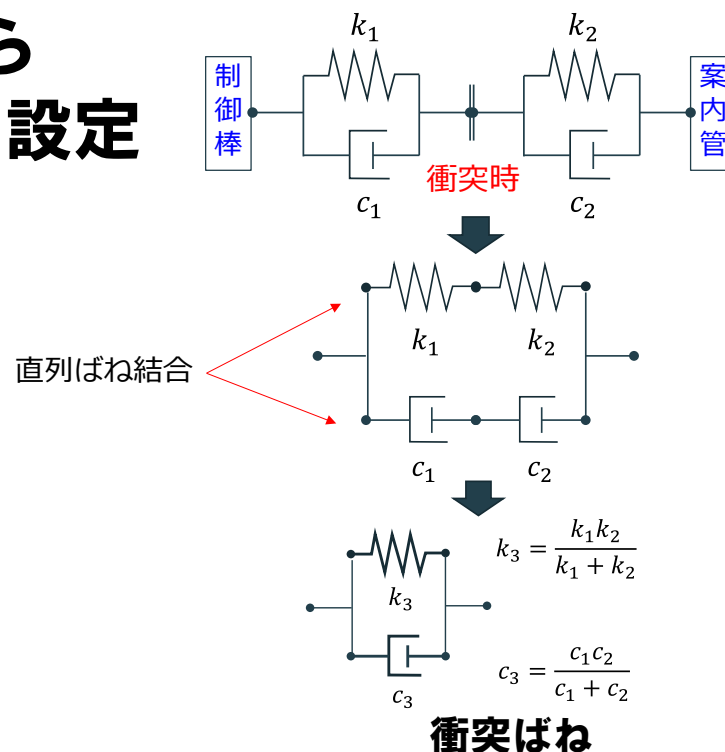 ら
設定
k₁
k₂
制御棒
案内管
衝突時
c₁
c₂
k₁
k₂
直列ばね結合
c₁
c₂
k₃
k₃ = k₁k₂ / (k₁ + k₂)
c₃
c₃ = c₁c₂ / (c₁ + c₂)
衝突ばね